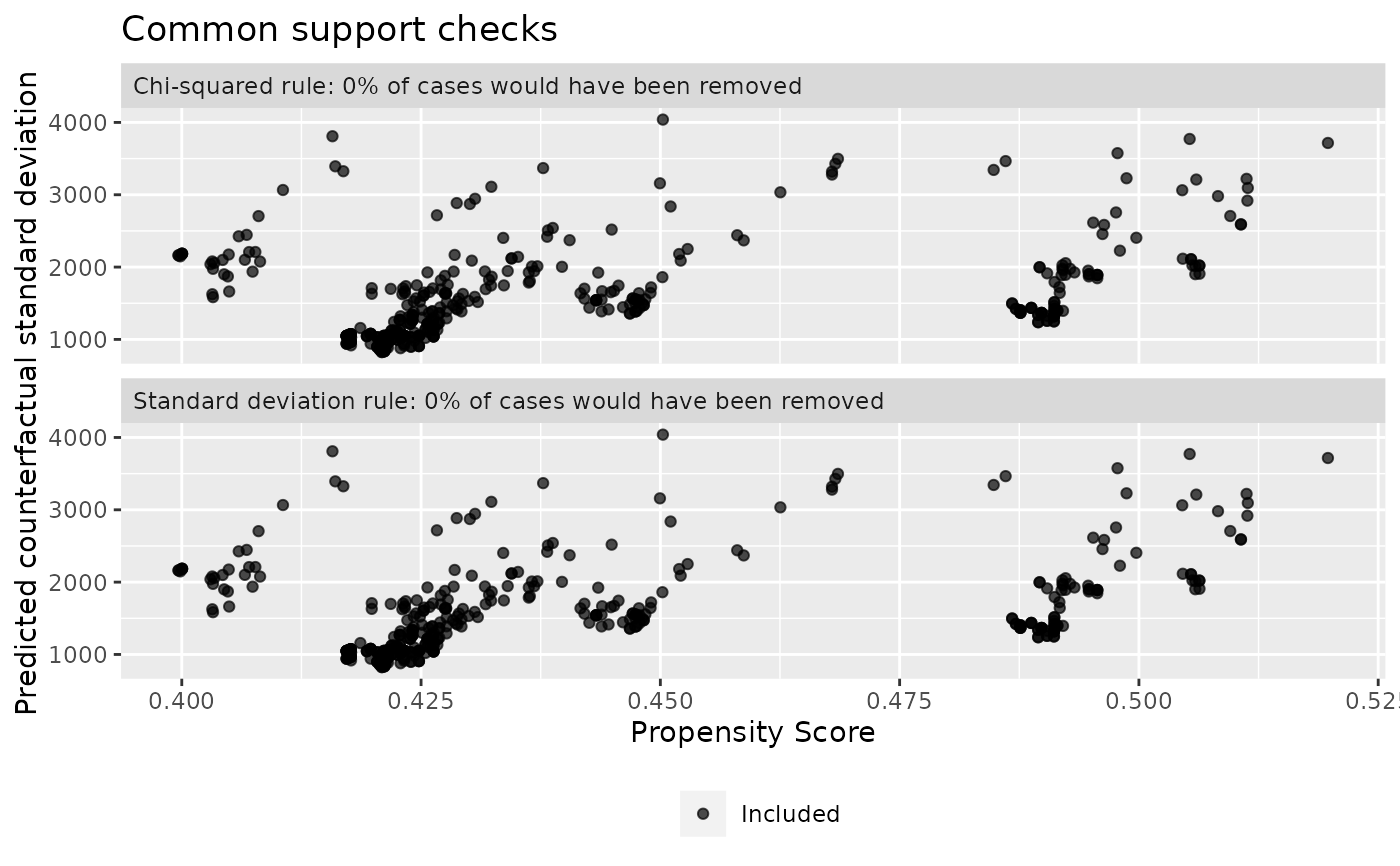 Common support checks
Predicted counterfactual standard deviation
Chi-squared rule: 0% of cases would have been removed
4000
3000
2000
1000
Standard deviation rule: 0% of cases would have been removed
4000
3000
2000
1000
0.400 0.425 0.450 0.475 0.500 0.52
Propensity Score
Included